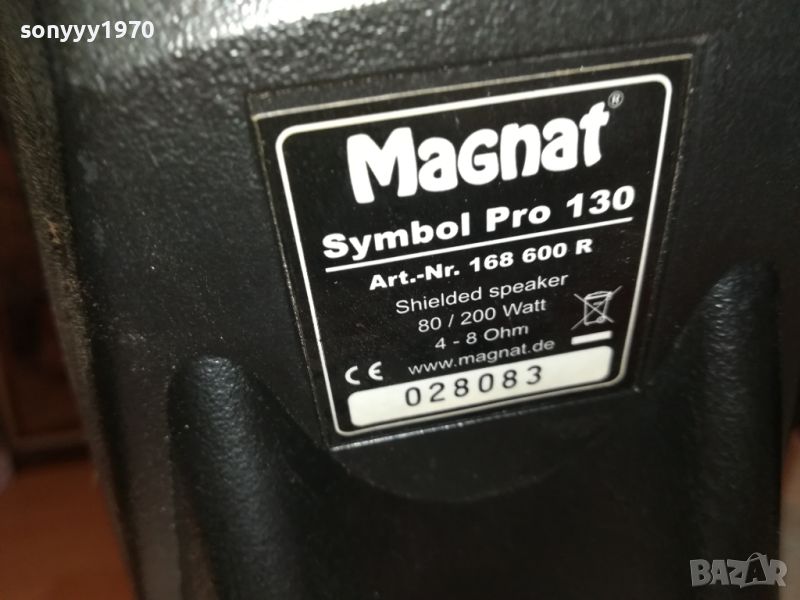 sonyyy1970
Magnat®
Symbol Pro 130
Art.-Nr. 168 600 R
Shielded speaker
80 / 200 Watt
4 - 8 Ohm
CE www.magnat.de
028083
BAZAR